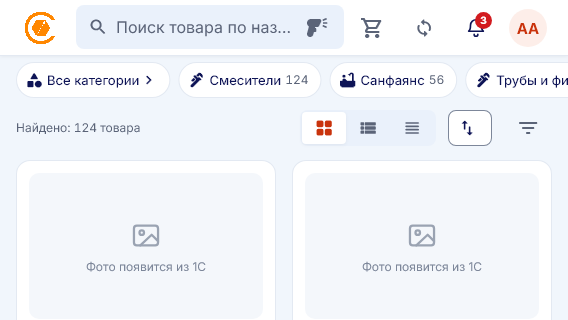 Поиск товара по наз...
3
АА
Все категории
Смесители 124
Санфаянс 56
Трубы и фи
Найдено: 124 товара
Фото появится из 1С
Фото появится из 1С